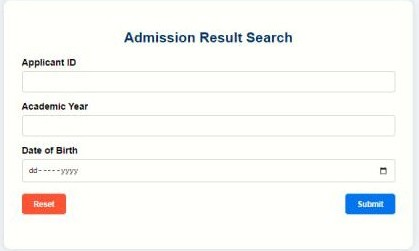 Admission Result Search
Applicant ID
Academic Year
Date of Birth
dd-----yyyy
Reset Submit